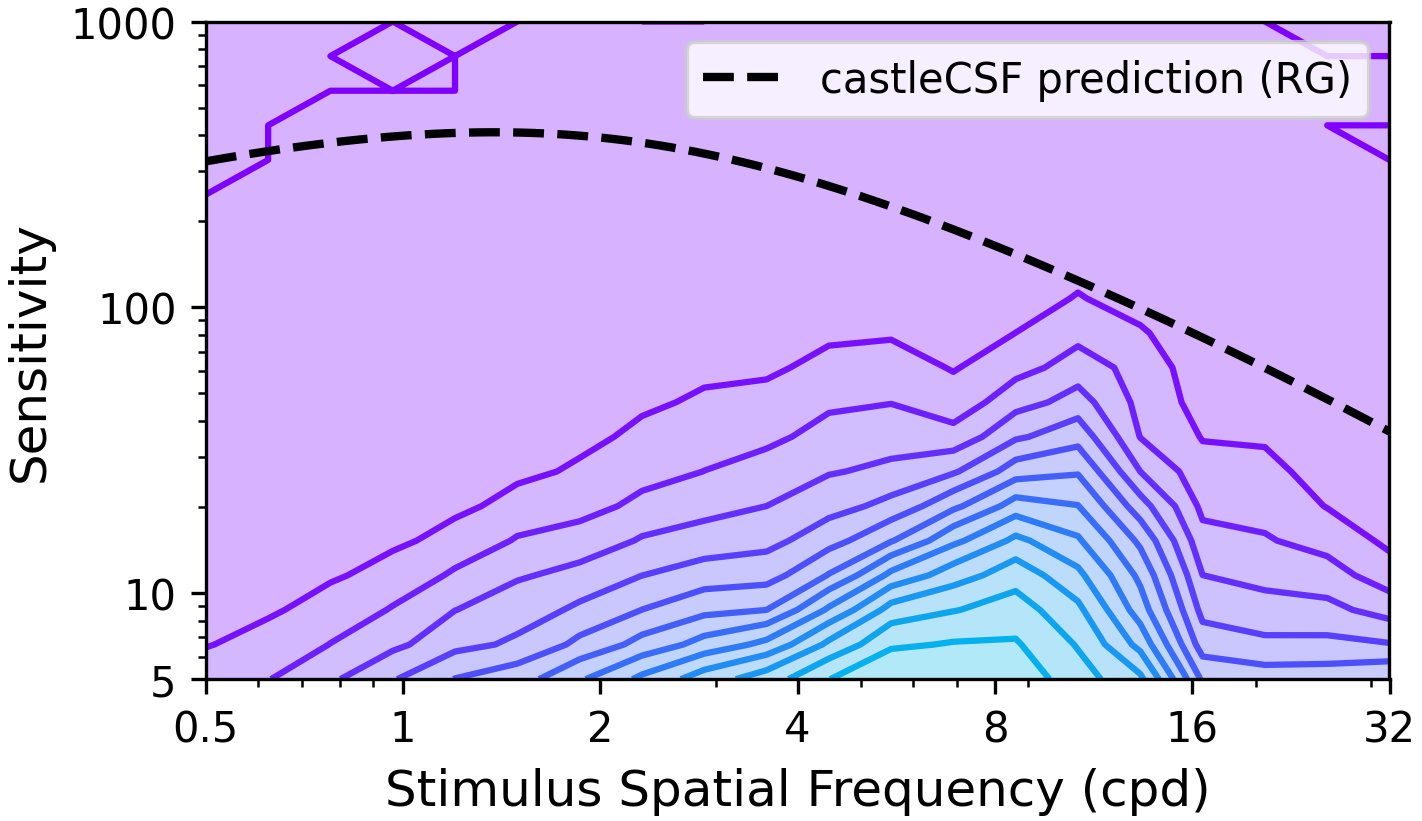 1000
100
10
5
Sensitivity
castleCSF prediction (RG)
0.5 1 2 4 8 16 32
Stimulus Spatial Frequency (cpd)